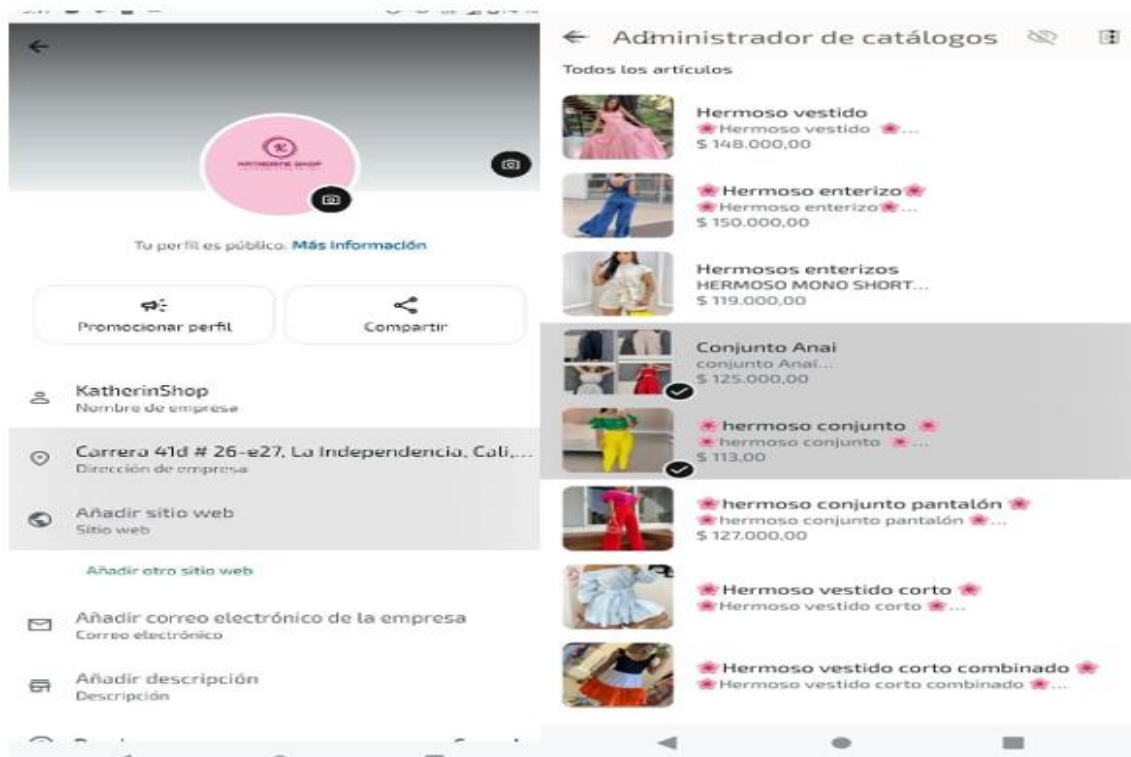 KATHERINE SHOP
Tu perfil es público. Más información
Promocionar perfil
Compartir
KatherinShop
Nombre de empresa
Carrera 41d # 26-e27, La Independencia, Cali,...
Dirección de empresa
Añadir sitio web
Sitio web
Añadir otro sitio web
Añadir correo electrónico de la empresa
Correo electrónico
Añadir descripción
Descripción
Administrador de catálogos
Todos los artículos
Hermoso vestido
🌸Hermoso vestido 🌸...
$ 148.000,00
🌸Hermoso enterizo🌸
🌸Hermoso enterizo🌸...
$ 150.000,00
Hermosos enterizos
HERMOSO MONO SHORT...
$ 119.000,00
Conjunto Anai
conjunto Anai...
$ 125.000,00
🌸hermoso conjunto 🌸
🌸hermoso conjunto 🌸...
$ 113,00
🌸hermoso conjunto pantalón 🌸
🌸hermoso conjunto pantalón 🌸...
$ 127.000,00
🌸Hermoso vestido corto 🌸
🌸Hermoso vestido corto 🌸...
🌸Hermoso vestido corto combinado 🌸
🌸Hermoso vestido corto combinado 🌸...